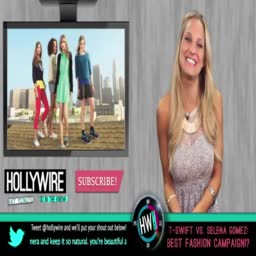 HOLLYWIRE
SUBSCRIBE!
Tweet @hollywire and we'll put your shout out below!
nera and keep it so natural. you're beautiful a
HW
T-SWIFT VS. SELENA GOMEZ:
BEST FASHION CAMPAIGN!?